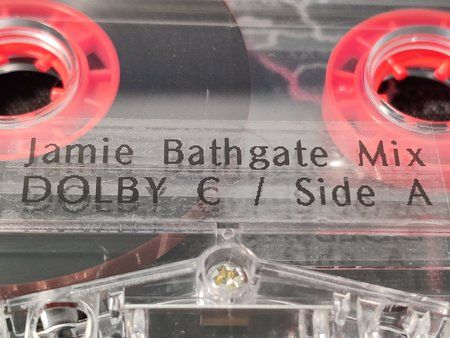 Jamie Bathgate Mix
DOLBY C / Side A